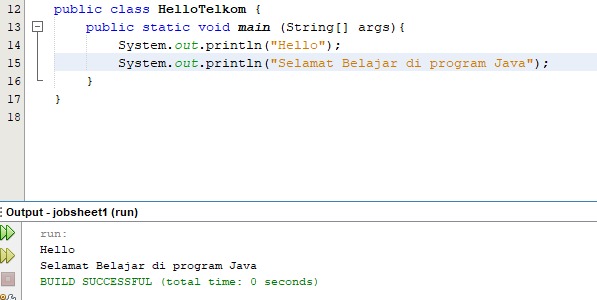 12 public class HelloTelkom {
13 public static void main (String[] args){
14 System.out.println("Hello");
15 System.out.println("Selamat Belajar di program Java");
16 }
17 }
18
Output - jobsheet1 (run)
run:
Hello
Selamat Belajar di program Java
BUILD SUCCESSFUL (total time: 0 seconds)